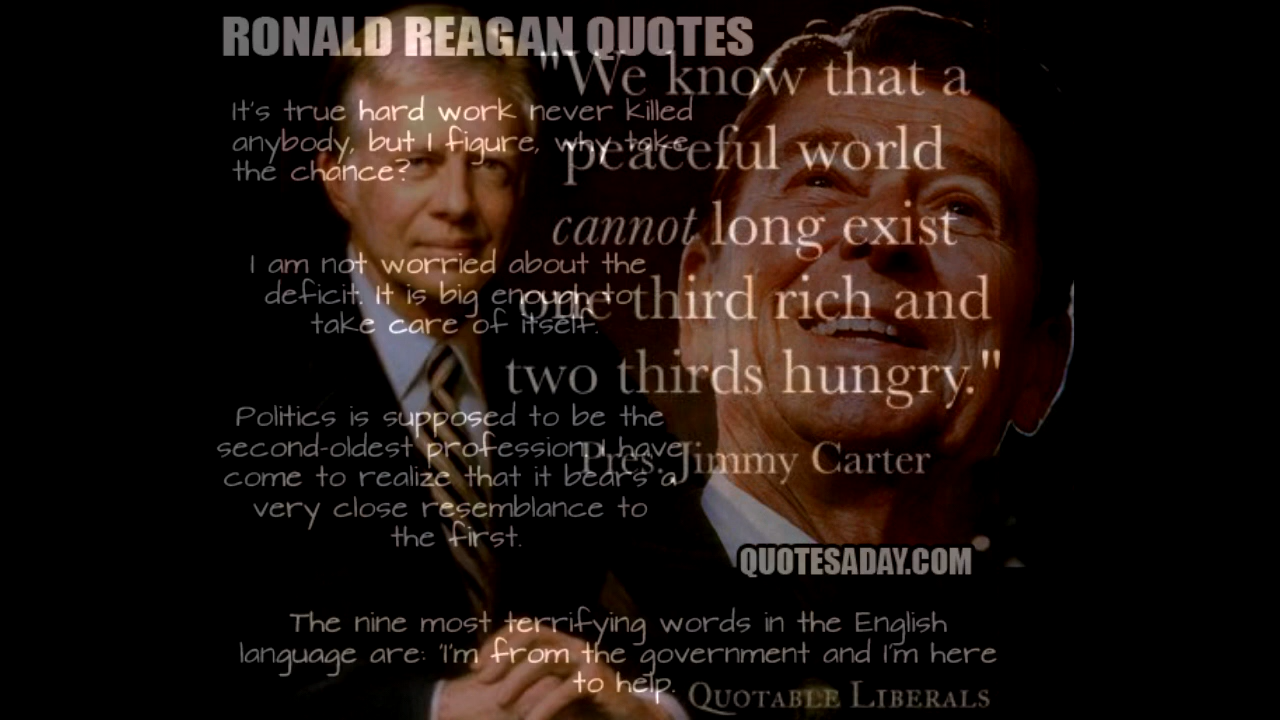 RONALD REAGAN QUOTES
It's true hard work never killed
anybody, but I figure, why take
the chance?
I am not worried about the
deficit. It is big enough to
take care of itself.
Politics is supposed to be the
second-oldest profession. I have
come to realize that it bears a
very close resemblance to
the first.
The nine most terrifying words in the English
language are: 'I'm from the government and I'm here
to help.
"We know that a
peaceful world
cannot long exist
one third rich and
two thirds hungry."
Pres. Jimmy Carter
QUOTESADAY.COM
QUOTABLE LIBERALS